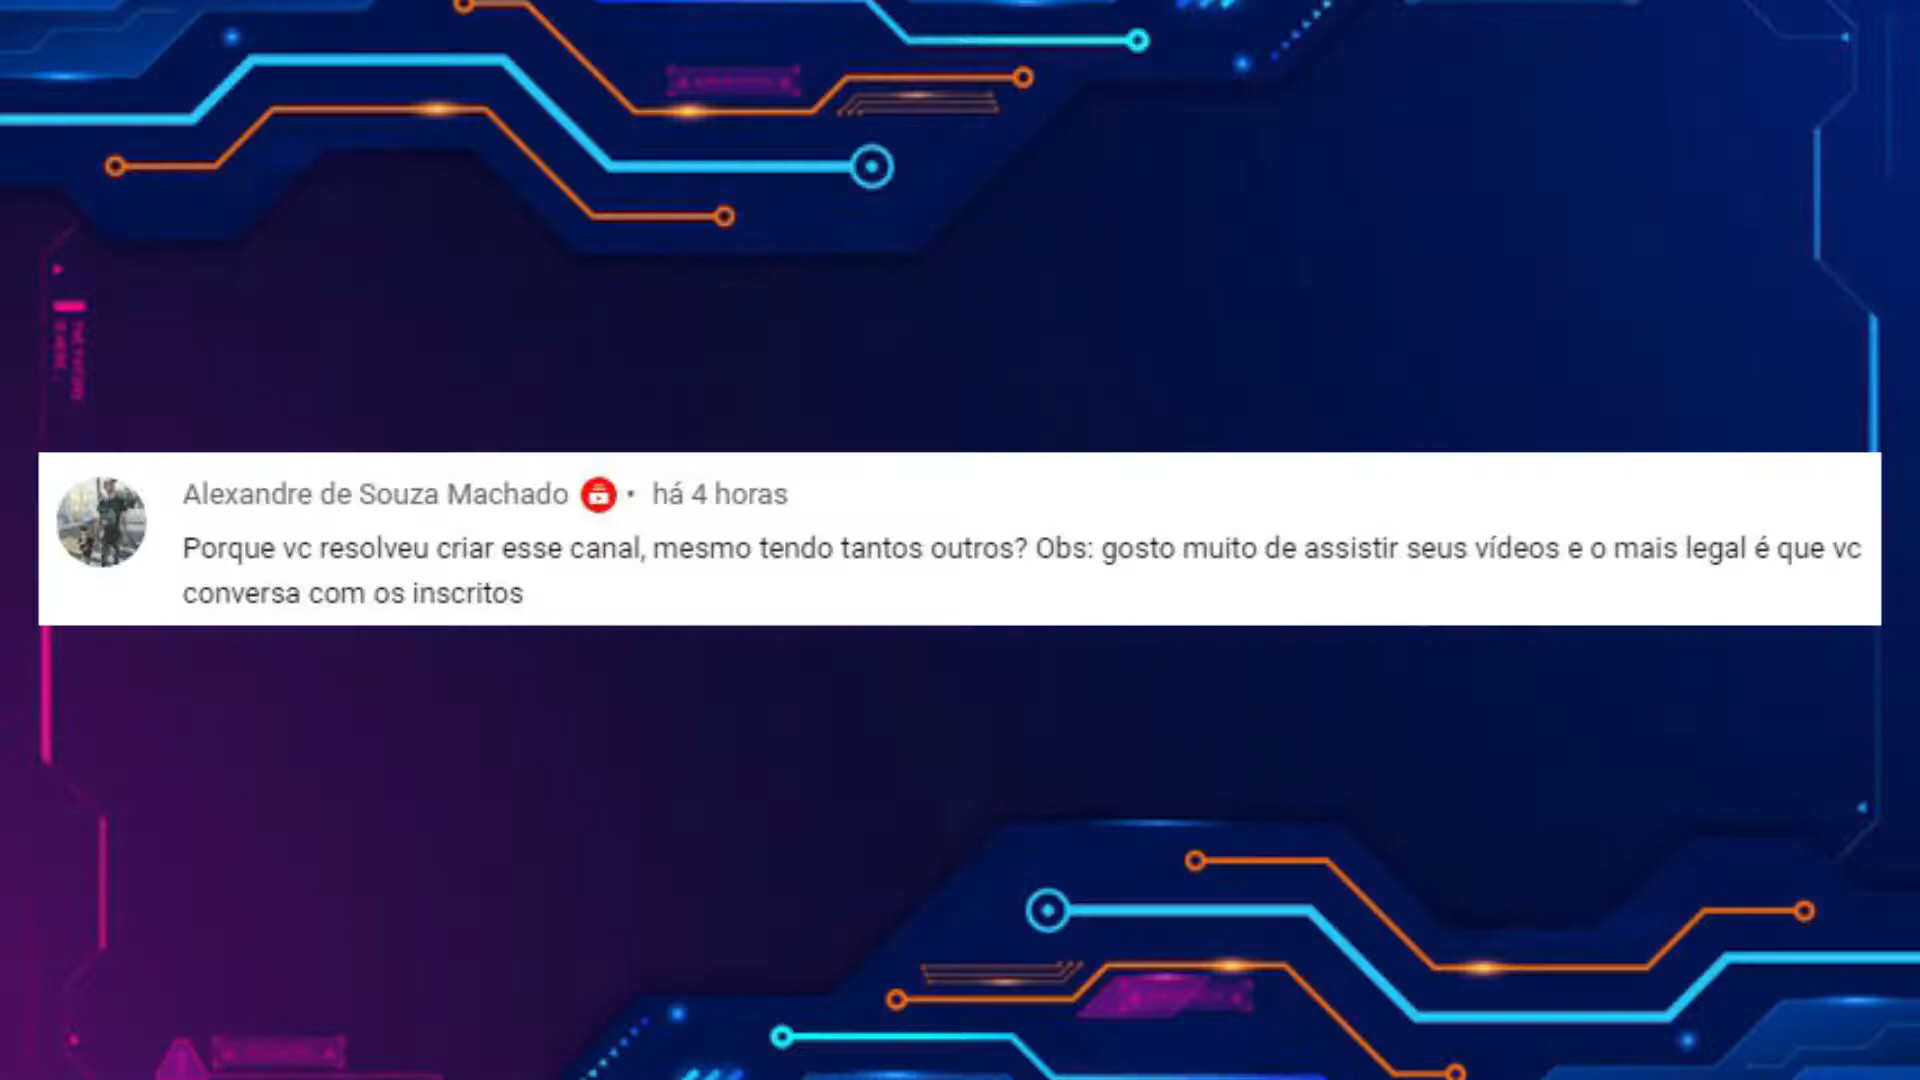 Alexandre de Souza Machado • há 4 horas
Porque vc resolveu criar esse canal, mesmo tendo tantos outros? Obs: gosto muito de assistir seus vídeos e o mais legal é que vc
conversa com os inscritos